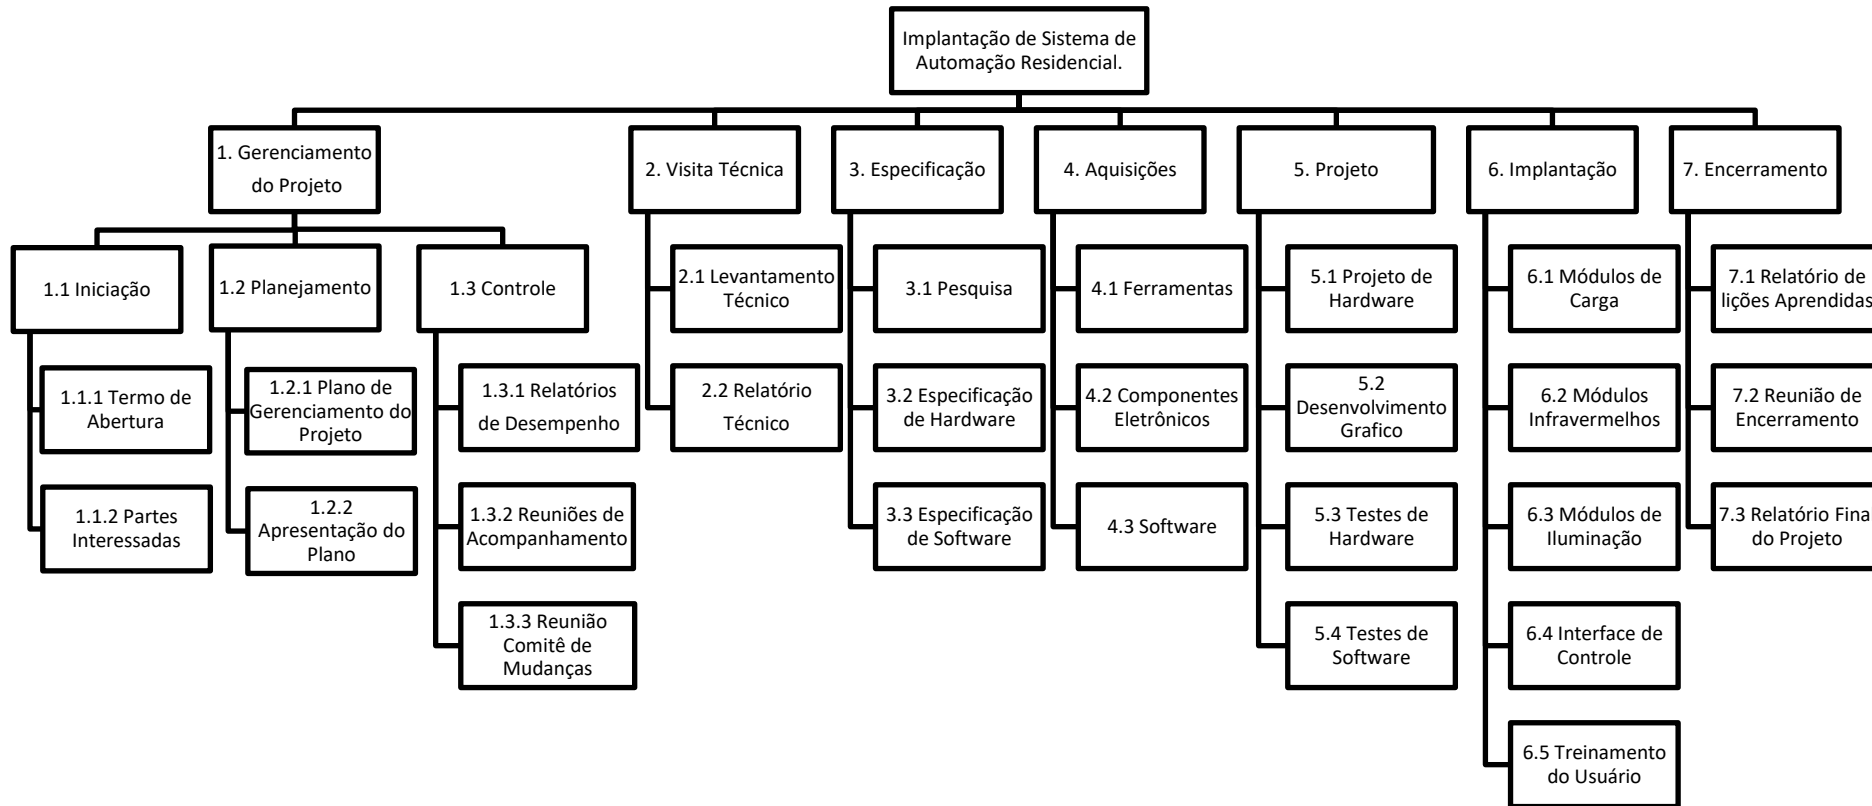 Implantação de Sistema de
Automação Residencial.
1. Gerenciamento
do Projeto
2. Visita Técnica
3. Especificação
4. Aquisições
5. Projeto
6. Implantação
7. Encerramento
1.1 Iniciação
1.2 Planejamento
1.3 Controle
2.1 Levantamento
Técnico
3.1 Pesquisa
4.1 Ferramentas
5.1 Projeto de
Hardware
6.1 Módulos de
Carga
7.1 Relatório de
lições Aprendidas
1.1.1 Termo de
Abertura
1.2.1 Plano de
Gerenciamento do
Projeto
1.3.1 Relatórios
de Desempenho
2.2 Relatório
Técnico
3.2 Especificação
de Hardware
4.2 Componentes
Eletrônicos
5.2
Desenvolvimento
Grafico
6.2 Módulos
Infravermelhos
7.2 Reunião de
Encerramento
1.1.2 Partes
Interessadas
1.2.2
Apresentação do
Plano
1.3.2 Reuniões de
Acompanhamento
3.3 Especificação
de Software
4.3 Software
5.3 Testes de
Hardware
6.3 Módulos de
Iluminação
7.3 Relatório Fina
do Projeto
1.3.3 Reunião
Comitê de
Mudanças
5.4 Testes de
Software
6.4 Interface de
Controle
6.5 Treinamento
do Usuário